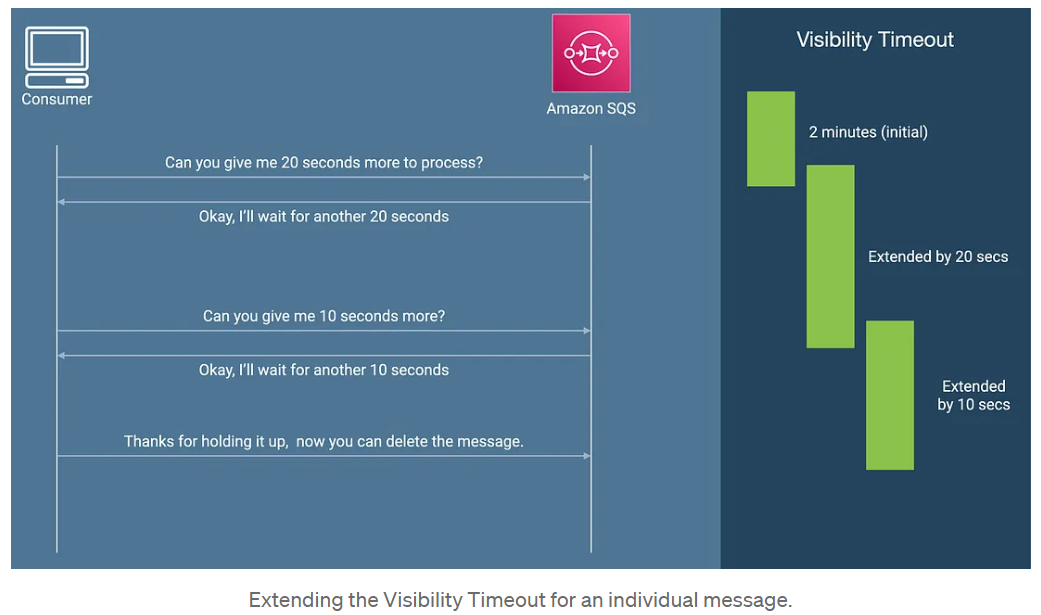 Visibility Timeout
Consumer
Amazon SQS
2 minutes (initial)
Can you give me 20 seconds more to process?
Okay, I’ll wait for another 20 seconds
Extended by 20 secs
Can you give me 10 seconds more?
Okay, I’ll wait for another 10 seconds
Extended
by 10 secs
Thanks for holding it up,  now you can delete the message.
Extending the Visibility Timeout for an individual message.